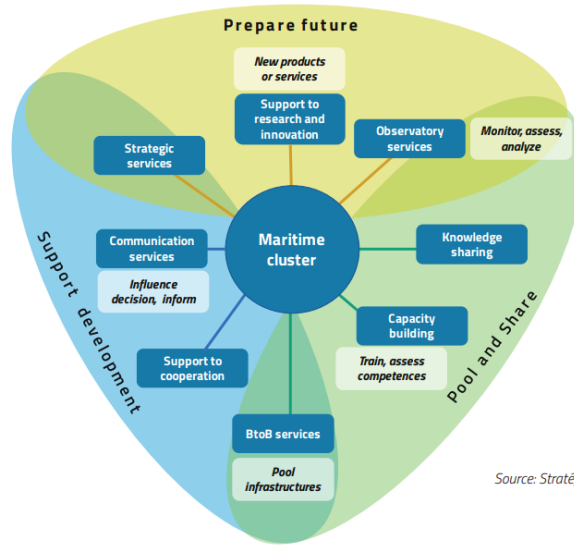 Prepare future
New products
or services
Support to
research and
innovation
Observatory
services
Monitor, assess,
analyze
Strategic
services
Communication
services
Influence
decision, inform
Maritime
cluster
Knowledge
sharing
Capacity
building
Train, assess
competences
Support to
cooperation
BtoB services
Pool
infrastructures
Support development
Pool and Share
Source: Straté